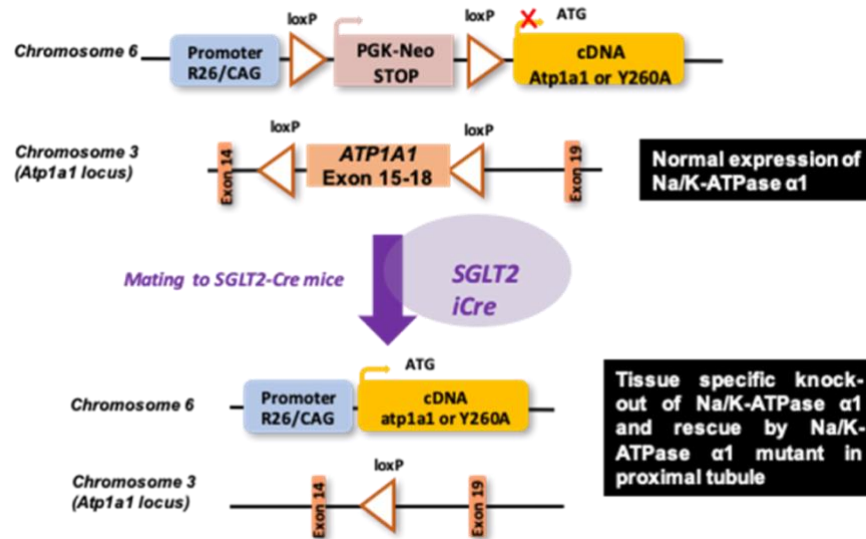 loxP
loxP
ATG
Chromosome 6
Promoter
R26/CAG
PGK-Neo
STOP
cDNA
Atp1a1 or Y260A
loxP
loxP
Chromosome 3
(Atp1a1 locus)
Exon 14
ATP1A1
Exon 15-18
Exon 19
Normal expression of
Na/K-ATPase α1
Mating to SGLT2-Cre mice
SGLT2
iCre
ATG
Chromosome 6
Promoter
R26/CAG
cDNA
atp1a1 or Y260A
Tissue specific knock-
out of Na/K-ATPase α1
and rescue by Na/K-
ATPase α1 mutant in
proximal tubule
loxP
Chromosome 3
(Atp1a1 locus)
Exon 14
Exon 19